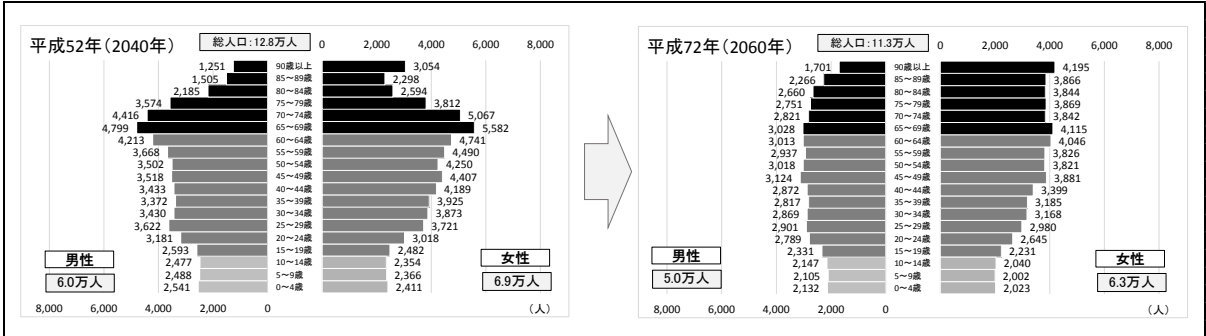 平成52年(2040年)
総人口:12.8万人
0 2,000 4,000 6,000 8,000
1,251 90歳以上 3,054
1,505 85~89歳 2,298
2,185 80~84歳 2,594
3,574 75~79歳 3,812
4,416 70~74歳 5,067
4,799 65~69歳 5,582
4,213 60~64歳 4,741
3,668 55~59歳 4,490
3,502 50~54歳 4,250
3,518 45~49歳 4,407
3,433 40~44歳 4,189
3,372 35~39歳 3,925
3,430 30~34歳 3,873
3,622 25~29歳 3,721
3,181 20~24歳 3,018
2,593 15~19歳 2,482
2,477 10~14歳 2,354
2,488 5~9歳 2,366
2,541 0~4歳 2,411
男性
6.0万人
女性
6.9万人
8,000 6,000 4,000 2,000 0 (人)
平成72年(2060年)
総人口:11.3万人
0 2,000 4,000 6,000 8,000
1,701 90歳以上 4,195
2,266 85~89歳 3,866
2,660 80~84歳 3,844
2,751 75~79歳 3,869
2,821 70~74歳 3,842
3,028 65~69歳 4,115
3,013 60~64歳 4,046
2,937 55~59歳 3,826
3,018 50~54歳 3,821
3,124 45~49歳 3,881
2,872 40~44歳 3,399
2,817 35~39歳 3,185
2,869 30~34歳 3,168
2,901 25~29歳 2,980
2,789 20~24歳 2,645
2,331 15~19歳 2,231
2,147 10~14歳 2,040
2,105 5~9歳 2,002
2,132 0~4歳 2,023
男性
5.0万人
女性
6.3万人
8,000 6,000 4,000 2,000 0 (人)